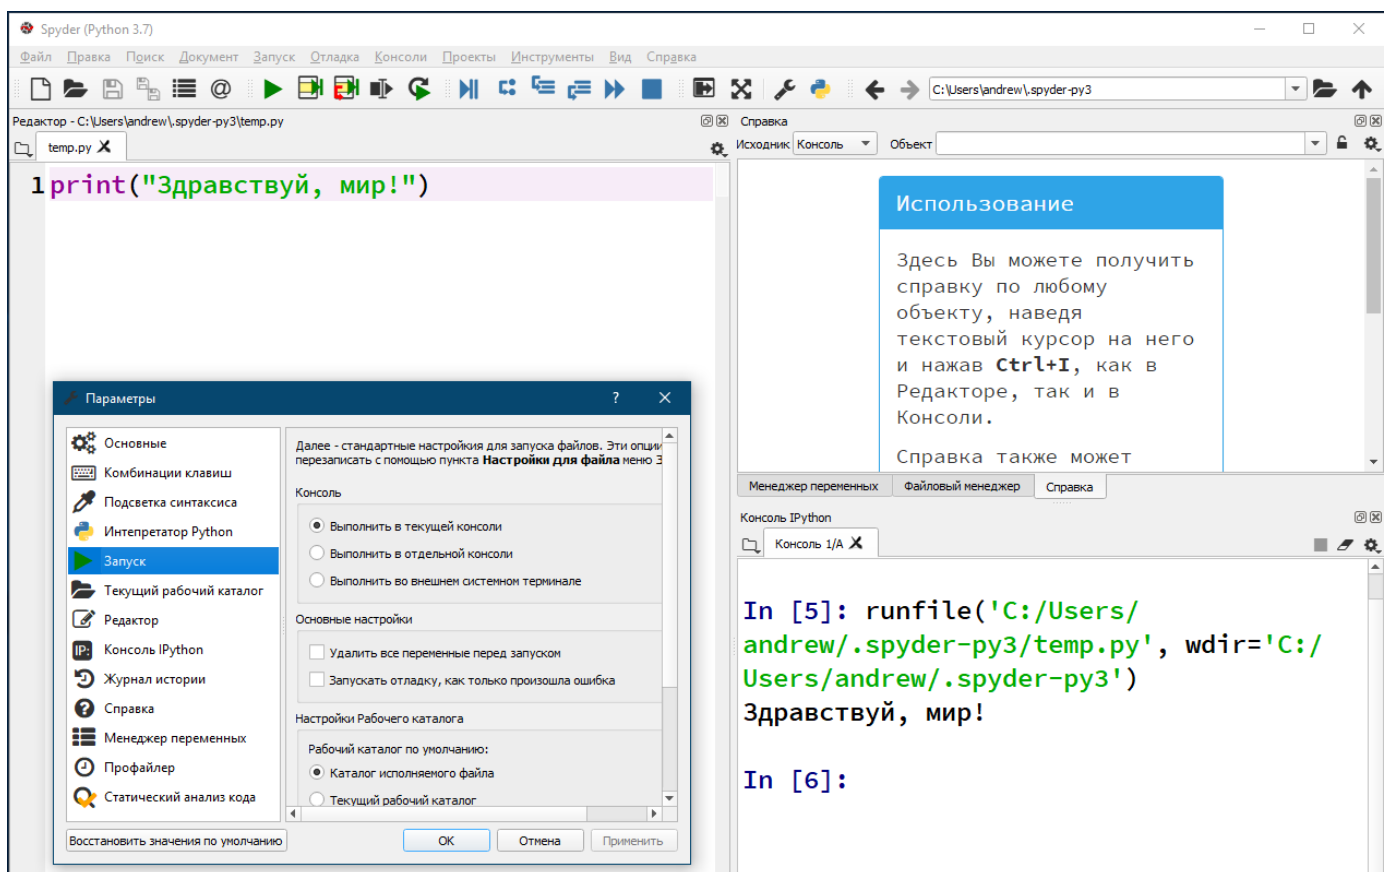 Spyder (Python 3.7)
Файл Правка Поиск Документ Запуск Отладка Консоли Проекты Инструменты Вид Справка
C:\Users\andrew\.spyder-py3
Редактор - C:\Users\andrew\.spyder-py3\temp.py
temp.py
1 print("Здравствуй, мир!")
Справка
Исходник Консоль Объект
Использование
Здесь Вы можете получить
справку по любому
объекту, наведя
текстовый курсор на него
и нажав Ctrl+I, как в
Редакторе, так и в
Консоли.
Справка также может
Менеджер переменных Файловый менеджер Справка
Параметры
Основные
Комбинации клавиш
Подсветка синтаксиса
Интепретатор Python
Запуск
Текущий рабочий каталог
Редактор
IP: Консоль IPython
Журнал истории
Справка
Менеджер переменных
Профайлер
Статический анализ кода
Далее - стандартные настройкия для запуска файлов. Эти опции
перезаписать с помощью пункта Настройки для файла меню З
Консоль
Выполнить в текущей консоли
Выполнить в отдельной консоли
Выполнить во внешнем системном терминале
Основные настройки
Удалить все переменные перед запуском
Запускать отладку, как только произошла ошибка
Настройки Рабочего каталога
Рабочий каталог по умолчанию:
Каталог исполняемого файла
Текущий рабочий каталог
Восстановить значения по умолчанию OK Отмена Применить
Консоль IPython
Консоль 1/A
In [5]: runfile('C:/Users/
andrew/.spyder-py3/temp.py', wdir='C:/
Users/andrew/.spyder-py3')
Здравствуй, мир!
In [6]: